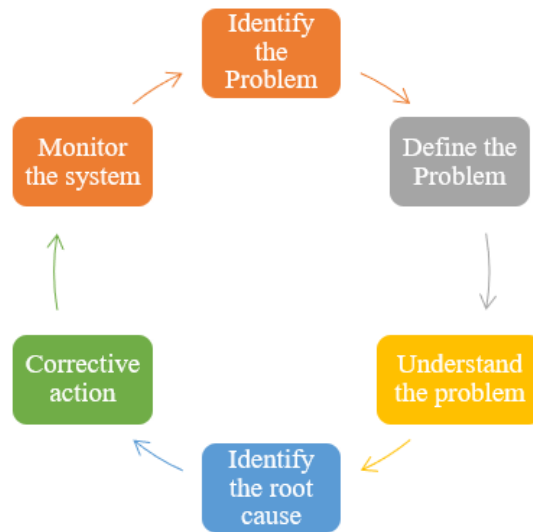 Identify
the
Problem
Define the
Problem
Understand
the problem
Identify
the root
cause
Corrective
action
Monitor
the system